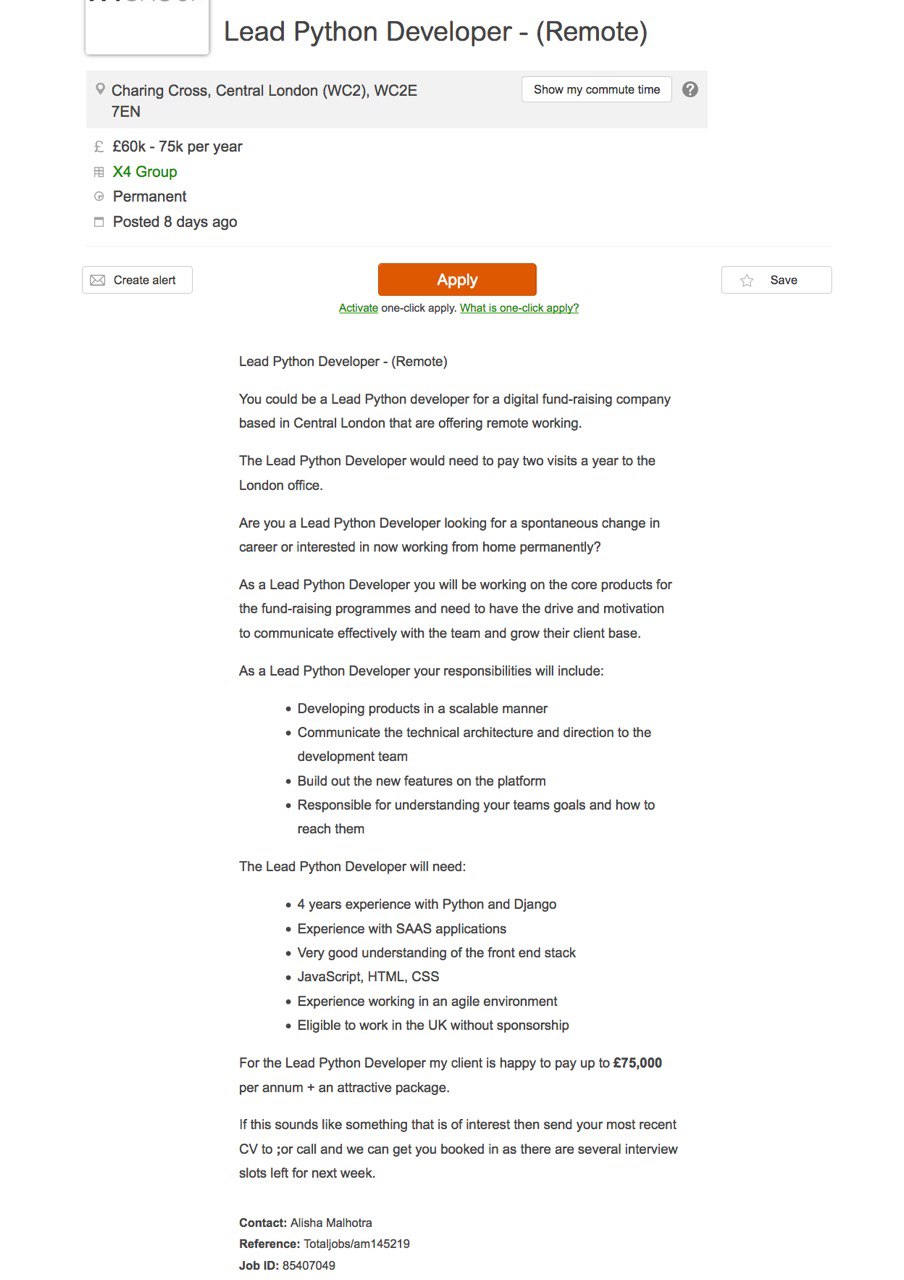 Lead Python Developer - (Remote)
Charing Cross, Central London (WC2), WC2E
7EN
Show my commute time ?
£ £60k - 75k per year
X4 Group
Permanent
Posted 8 days ago
Create alert
Apply
Save
Activate one-click apply. What is one-click apply?
Lead Python Developer - (Remote)
You could be a Lead Python developer for a digital fund-raising company
based in Central London that are offering remote working.
The Lead Python Developer would need to pay two visits a year to the
London office.
Are you a Lead Python Developer looking for a spontaneous change in
career or interested in now working from home permanently?
As a Lead Python Developer you will be working on the core products for
the fund-raising programmes and need to have the drive and motivation
to communicate effectively with the team and grow their client base.
As a Lead Python Developer your responsibilities will include:
• Developing products in a scalable manner
• Communicate the technical architecture and direction to the
development team
• Build out the new features on the platform
• Responsible for understanding your teams goals and how to
reach them
The Lead Python Developer will need:
• 4 years experience with Python and Django
• Experience with SAAS applications
• Very good understanding of the front end stack
• JavaScript, HTML, CSS
• Experience working in an agile environment
• Eligible to work in the UK without sponsorship
For the Lead Python Developer my client is happy to pay up to £75,000
per annum + an attractive package.
If this sounds like something that is of interest then send your most recent
CV to ;or call and we can get you booked in as there are several interview
slots left for next week.
Contact: Alisha Malhotra
Reference: Totaljobs/am145219
Job ID: 85407049